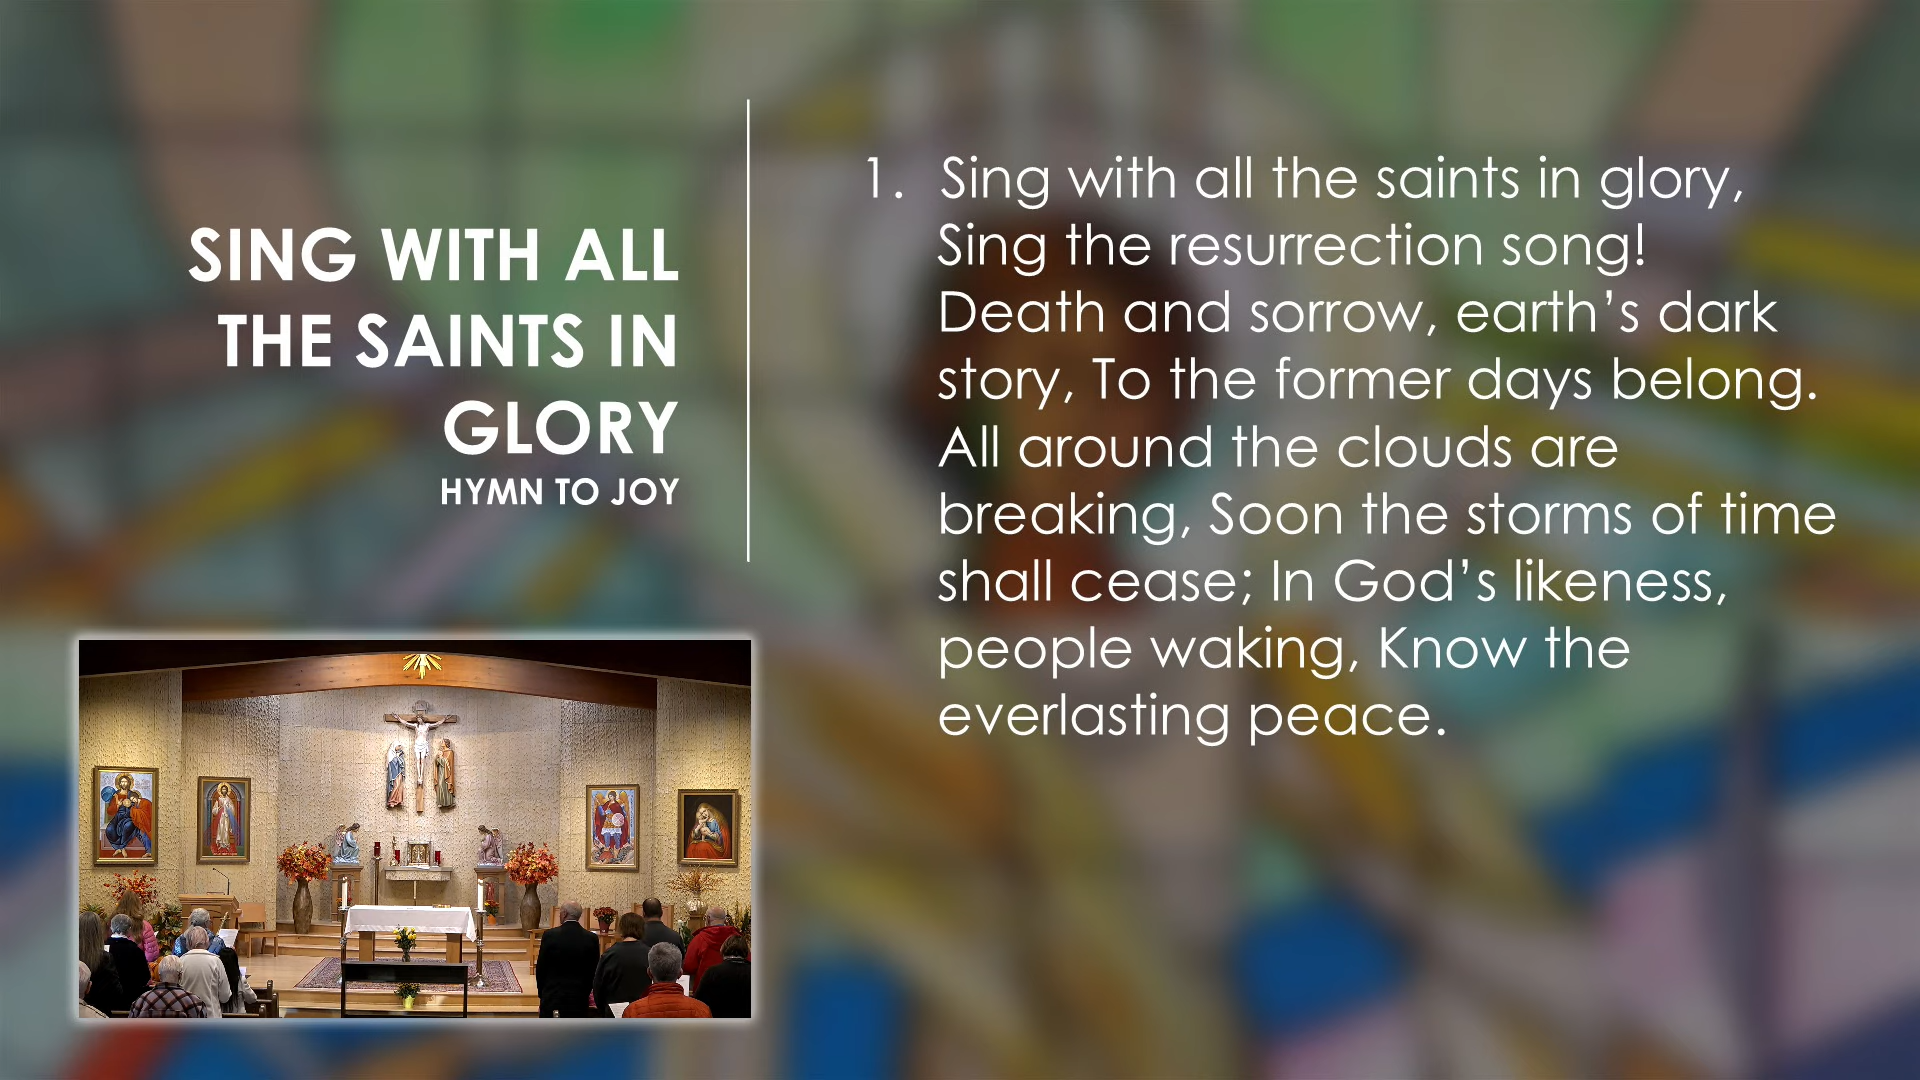 SING WITH ALL
THE SAINTS IN
GLORY
HYMN TO JOY
1. Sing with all the saints in glory,
Sing the resurrection song!
Death and sorrow, earth’s dark
story, To the former days belong.
All around the clouds are
breaking, Soon the storms of time
shall cease; In God’s likeness,
people waking, Know the
everlasting peace.